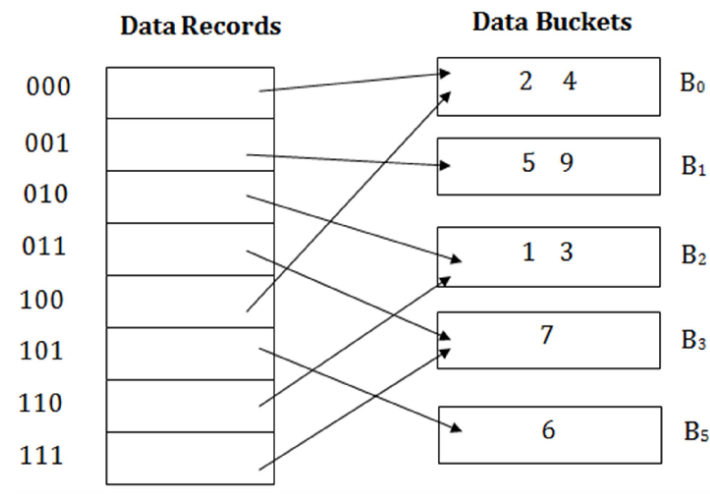 Data Records Data Buckets
000 2 4 B₀
001 5 9 B₁
010
011 1 3 B₂
100 7 B₃
101
110 6 B₅
111